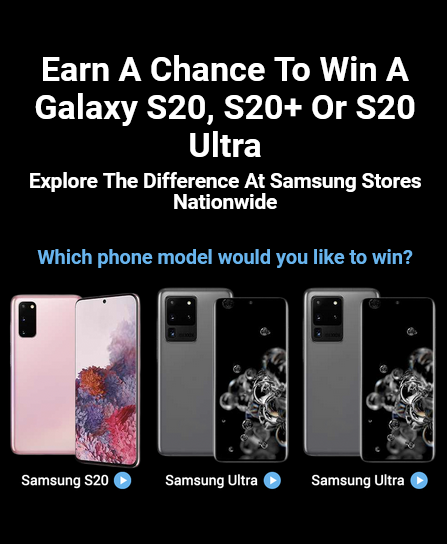 Earn A Chance To Win A
Galaxy S20, S20+ Or S20
Ultra
Explore The Difference At Samsung Stores
Nationwide
Which phone model would you like to win?
Samsung S20
Samsung Ultra
Samsung Ultra